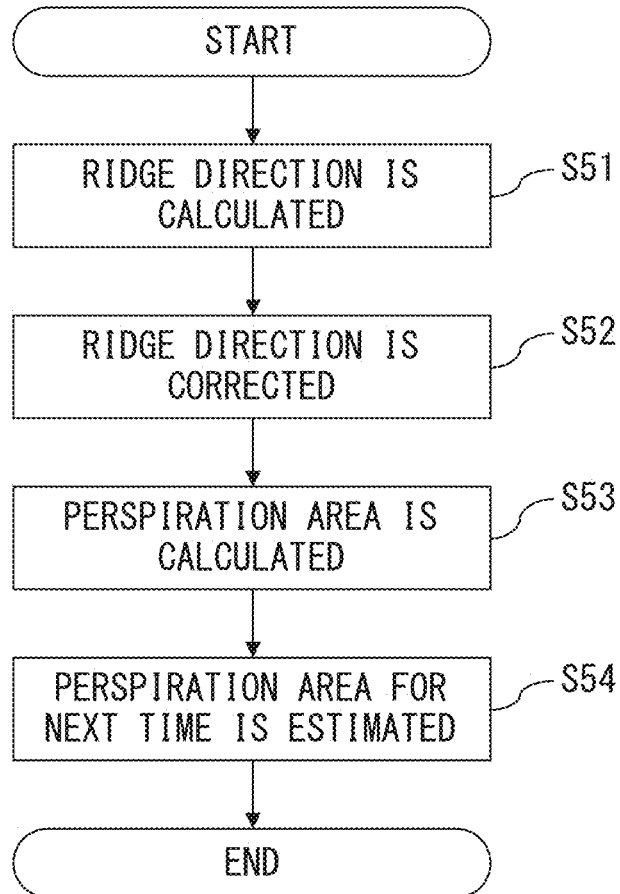 START
RIDGE DIRECTION IS
CALCULATED
S51
RIDGE DIRECTION IS
CORRECTED
S52
PERSPIRATION AREA IS
CALCULATED
S53
PERSPIRATION AREA FOR
NEXT TIME IS ESTIMATED
S54
END